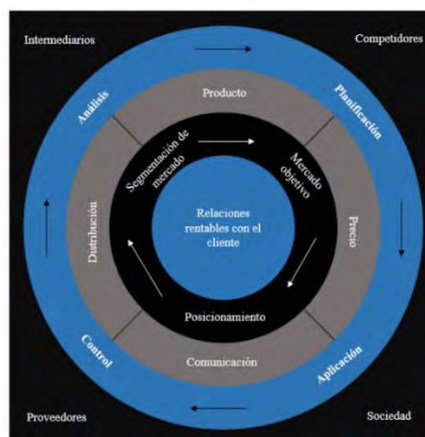 Intermediarios
Competidores
Análisis
Planificación
Producto
Segmentación de
mercado
Mercado
objetivo
Distribución
Relaciones
rentables con el
cliente
Precio
Posicionamiento
Control
Comunicación
Aplicación
Proveedores
Sociedad